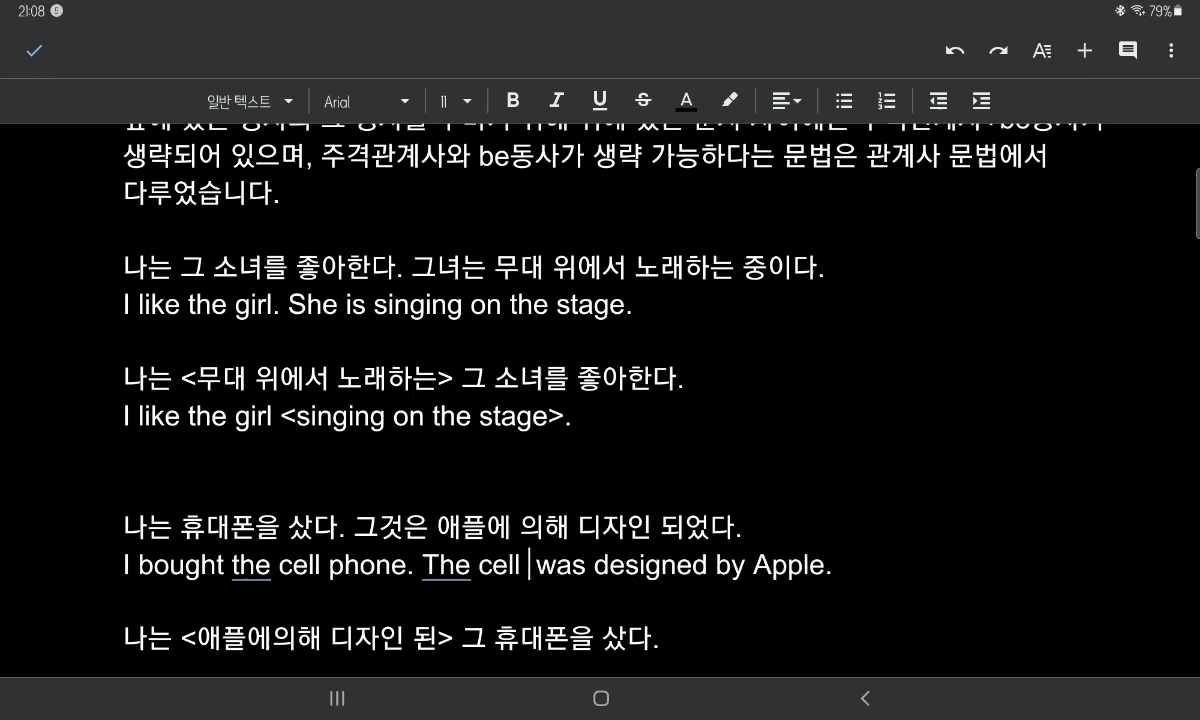 21:08
79%
일반 텍스트
Arial
11
B
I
U
S
A
생략되어 있으며, 주격관계사와 be동사가 생략 가능하다는 문법은 관계사 문법에서
다루었습니다.
나는 그 소녀를 좋아한다. 그녀는 무대 위에서 노래하는 중이다.
I like the girl. She is singing on the stage.
나는 <무대 위에서 노래하는> 그 소녀를 좋아한다.
I like the girl <singing on the stage>.
나는 휴대폰을 샀다. 그것은 애플에 의해 디자인 되었다.
I bought the cell phone. The cell was designed by Apple.
나는 <애플에의해 디자인 된> 그 휴대폰을 샀다.